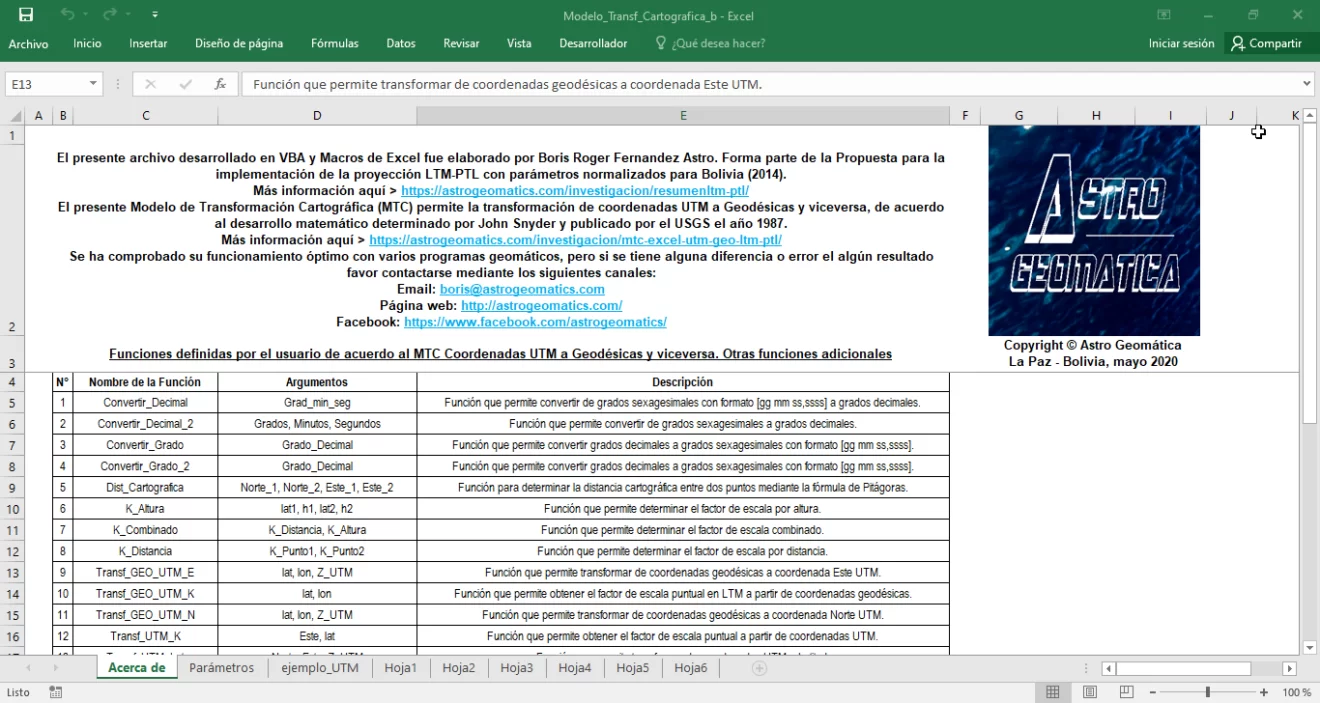 Modelo_Transf_Cartografica_b - Excel
Archivo Inicio Insertar Diseño de página Fórmulas Datos Revisar Vista Desarrollador ¿Qué desea hacer? Iniciar sesión Compartir
E13 fx Función que permite transformar de coordenadas geodésicas a coordenada Este UTM.
A B C D E F G H I J K
1
El presente archivo desarrollado en VBA y Macros de Excel fue elaborado por Boris Roger Fernandez Astro. Forma parte de la Propuesta para la
implementación de la proyección LTM-PTL con parámetros normalizados para Bolivia (2014).
Más información aquí > https://astrogeomatics.com/investigacion/resumenltm-ptl/
El presente Modelo de Transformación Cartográfica (MTC) permite la transformación de coordenadas UTM a Geodésicas y viceversa, de acuerdo
al desarrollo matemático determinado por John Snyder y publicado por el USGS el año 1987.
Más información aquí > https://astrogeomatics.com/investigacion/mtc-excel-utm-geo-ltm-ptl/
Se ha comprobado su funcionamiento óptimo con varios programas geomáticos, pero si se tiene alguna diferencia o error el algún resultado
favor contactarse mediante los siguientes canales:
Email: boris@astrogeomatics.com
Página web: http://astrogeomatics.com/
2 Facebook: https://www.facebook.com/astrogeomatics/
ASTRO
GEOMATICA
Copyright © Astro Geomática
La Paz - Bolivia, mayo 2020
3 Funciones definidas por el usuario de acuerdo al MTC Coordenadas UTM a Geodésicas y viceversa. Otras funciones adicionales
4 N° Nombre de la Función Argumentos Descripción
5 1 Convertir_Decimal Grad_min_seg Función que permite convertir de grados sexagesimales con formato [gg mm ss,ssss] a grados decimales.
6 2 Convertir_Decimal_2 Grados, Minutos, Segundos Función que permite convertir de grados sexagesimales a grados decimales.
7 3 Convertir_Grado Grado_Decimal Función que permite convertir grados decimales a grados sexagesimales con formato [gg mm ss,ssss].
8 4 Convertir_Grado_2 Grado_Decimal Función que permite convertir grados decimales a grados sexagesimales con formato [gg mm ss,ssss].
9 5 Dist_Cartografica Norte_1, Norte_2, Este_1, Este_2 Función para determinar la distancia cartográfica entre dos puntos mediante la fórmula de Pitágoras.
10 6 K_Altura lat1, h1, lat2, h2 Función que permite determinar el factor de escala por altura.
11 7 K_Combinado K_Distancia, K_Altura Función que permite determinar el factor de escala combinado.
12 8 K_Distancia K_Punto1, K_Punto2 Función que permite determinar el factor de escala por distancia.
13 9 Transf_GEO_UTM_E lat, lon, Z_UTM Función que permite transformar de coordenadas geodésicas a coordenada Este UTM.
14 10 Transf_GEO_UTM_K lat, lon Función que permite obtener el factor de escala puntual en LTM a partir de coordenadas geodésicas.
15 11 Transf_GEO_UTM_N lat, lon, Z_UTM Función que permite transformar de coordenadas geodésicas a coordenada Norte UTM.
16 12 Transf_UTM_K Este, lat Función que permite obtener el factor de escala puntual a partir de coordenadas UTM.
Acerca de Parámetros ejemplo_UTM Hoja1 Hoja2 Hoja3 Hoja4 Hoja5 Hoja6
Listo 100 %